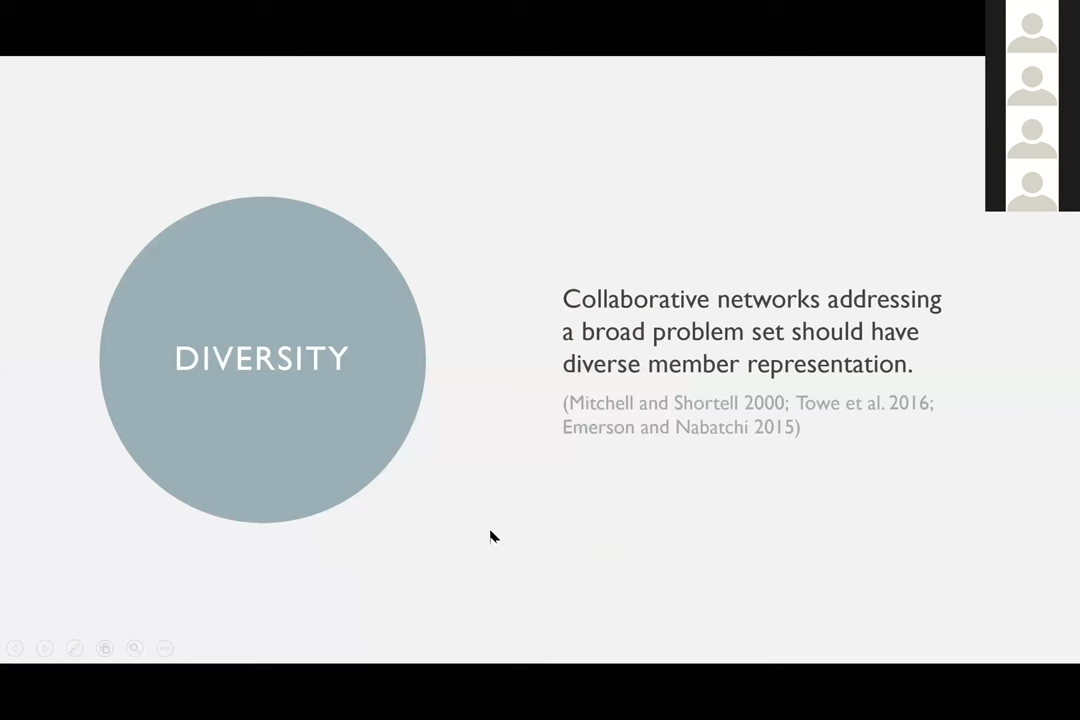 DIVERSITY
Collaborative networks addressing
a broad problem set should have
diverse member representation.
(Mitchell and Shortell 2000; Towe et al. 2016;
Emerson and Nabatchi 2015)